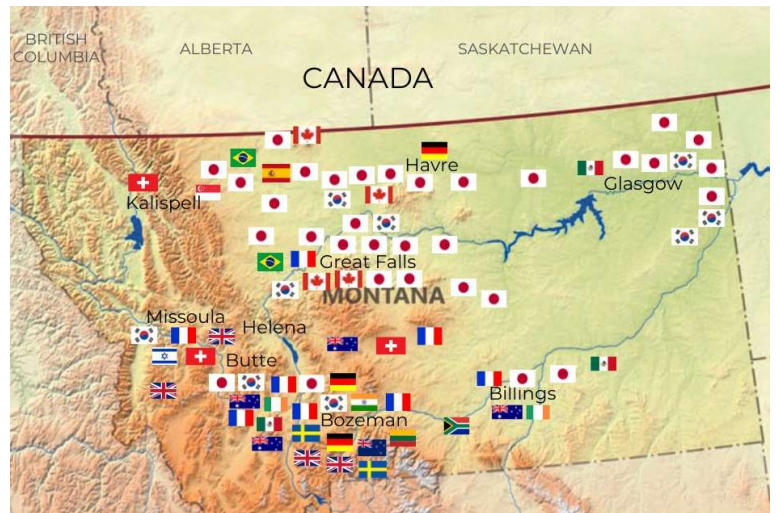 BRITISH
COLUMBIA
ALBERTA
SASKATCHEWAN
CANADA
Havre
Glasgow
Kalispell
Great Falls
MONTANA
Missoula
Helena
Butte
Billings
Bozeman